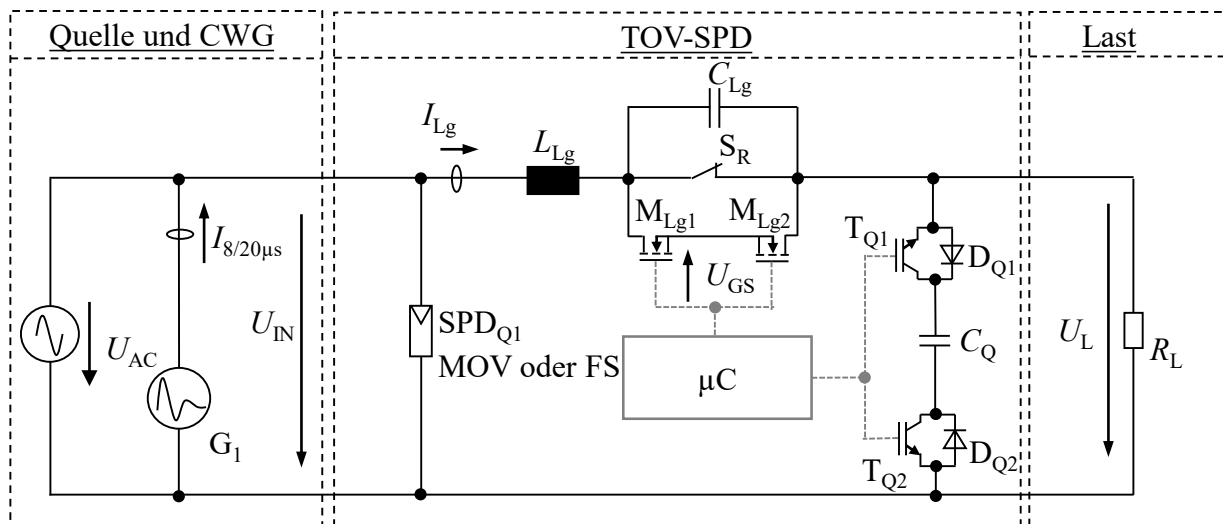 Quelle und CWG
TOV-SPD
Last
C_Lg
I_Lg
L_Lg
S_R
M_Lg1
M_Lg2
T_Q1
D_Q1
I_8/20µs
U_GS
U_AC
U_IN
SPD_Q1
MOV oder FS
µC
C_Q
U_L
R_L
G_1
T_Q2
D_Q2